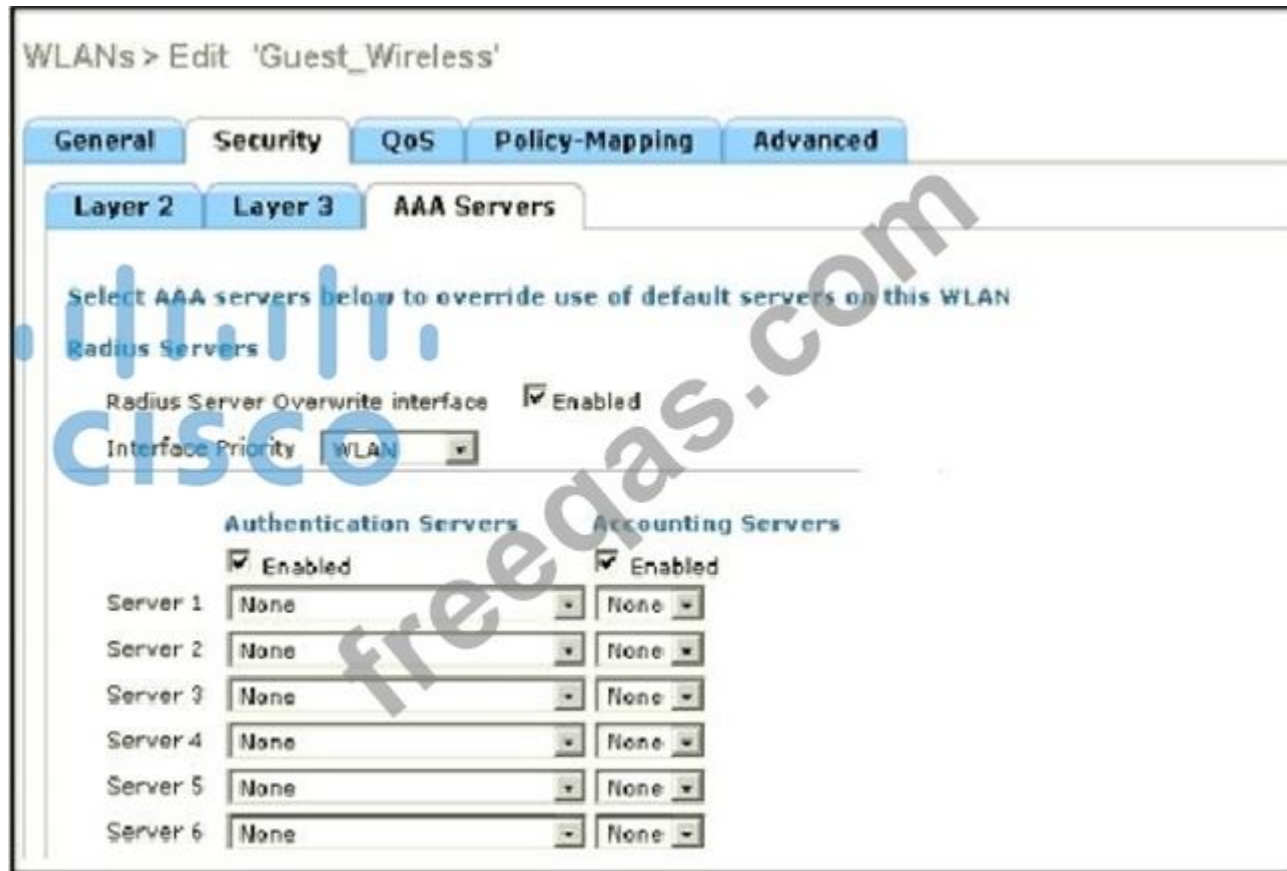 WLANs > Edit 'Guest_Wireless'
General Security QoS Policy-Mapping Advanced
Layer 2 Layer 3 AAA Servers
Select AAA servers below to override use of default servers on this WLAN
Radius Servers
Radius Server Overwrite interface Enabled
Interface Priority WLAN
CISCO
Authentication Servers Accounting Servers
Enabled Enabled
Server 1 None None
Server 2 None None
Server 3 None None
Server 4 None None
Server 5 None None
Server 6 None None
freeqas.com